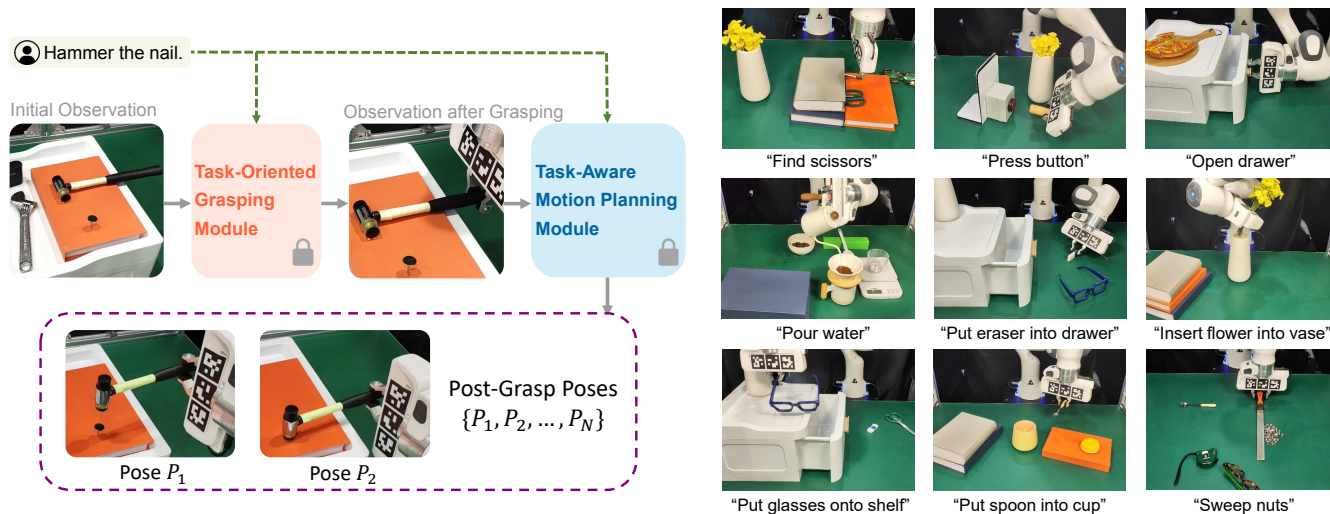 Hammer the nail.
Initial Observation
Observation after Grasping
Task-Oriented
Grasping
Module
Task-Aware
Motion Planning
Module
Post-Grasp Poses
{P₁, P₂, ... , P_N}
Pose P₁
Pose P₂
“Find scissors”
“Press button”
“Open drawer”
“Pour water”
“Put eraser into drawer”
“Insert flower into vase”
“Put glasses onto shelf”
“Put spoon into cup”
“Sweep nuts”